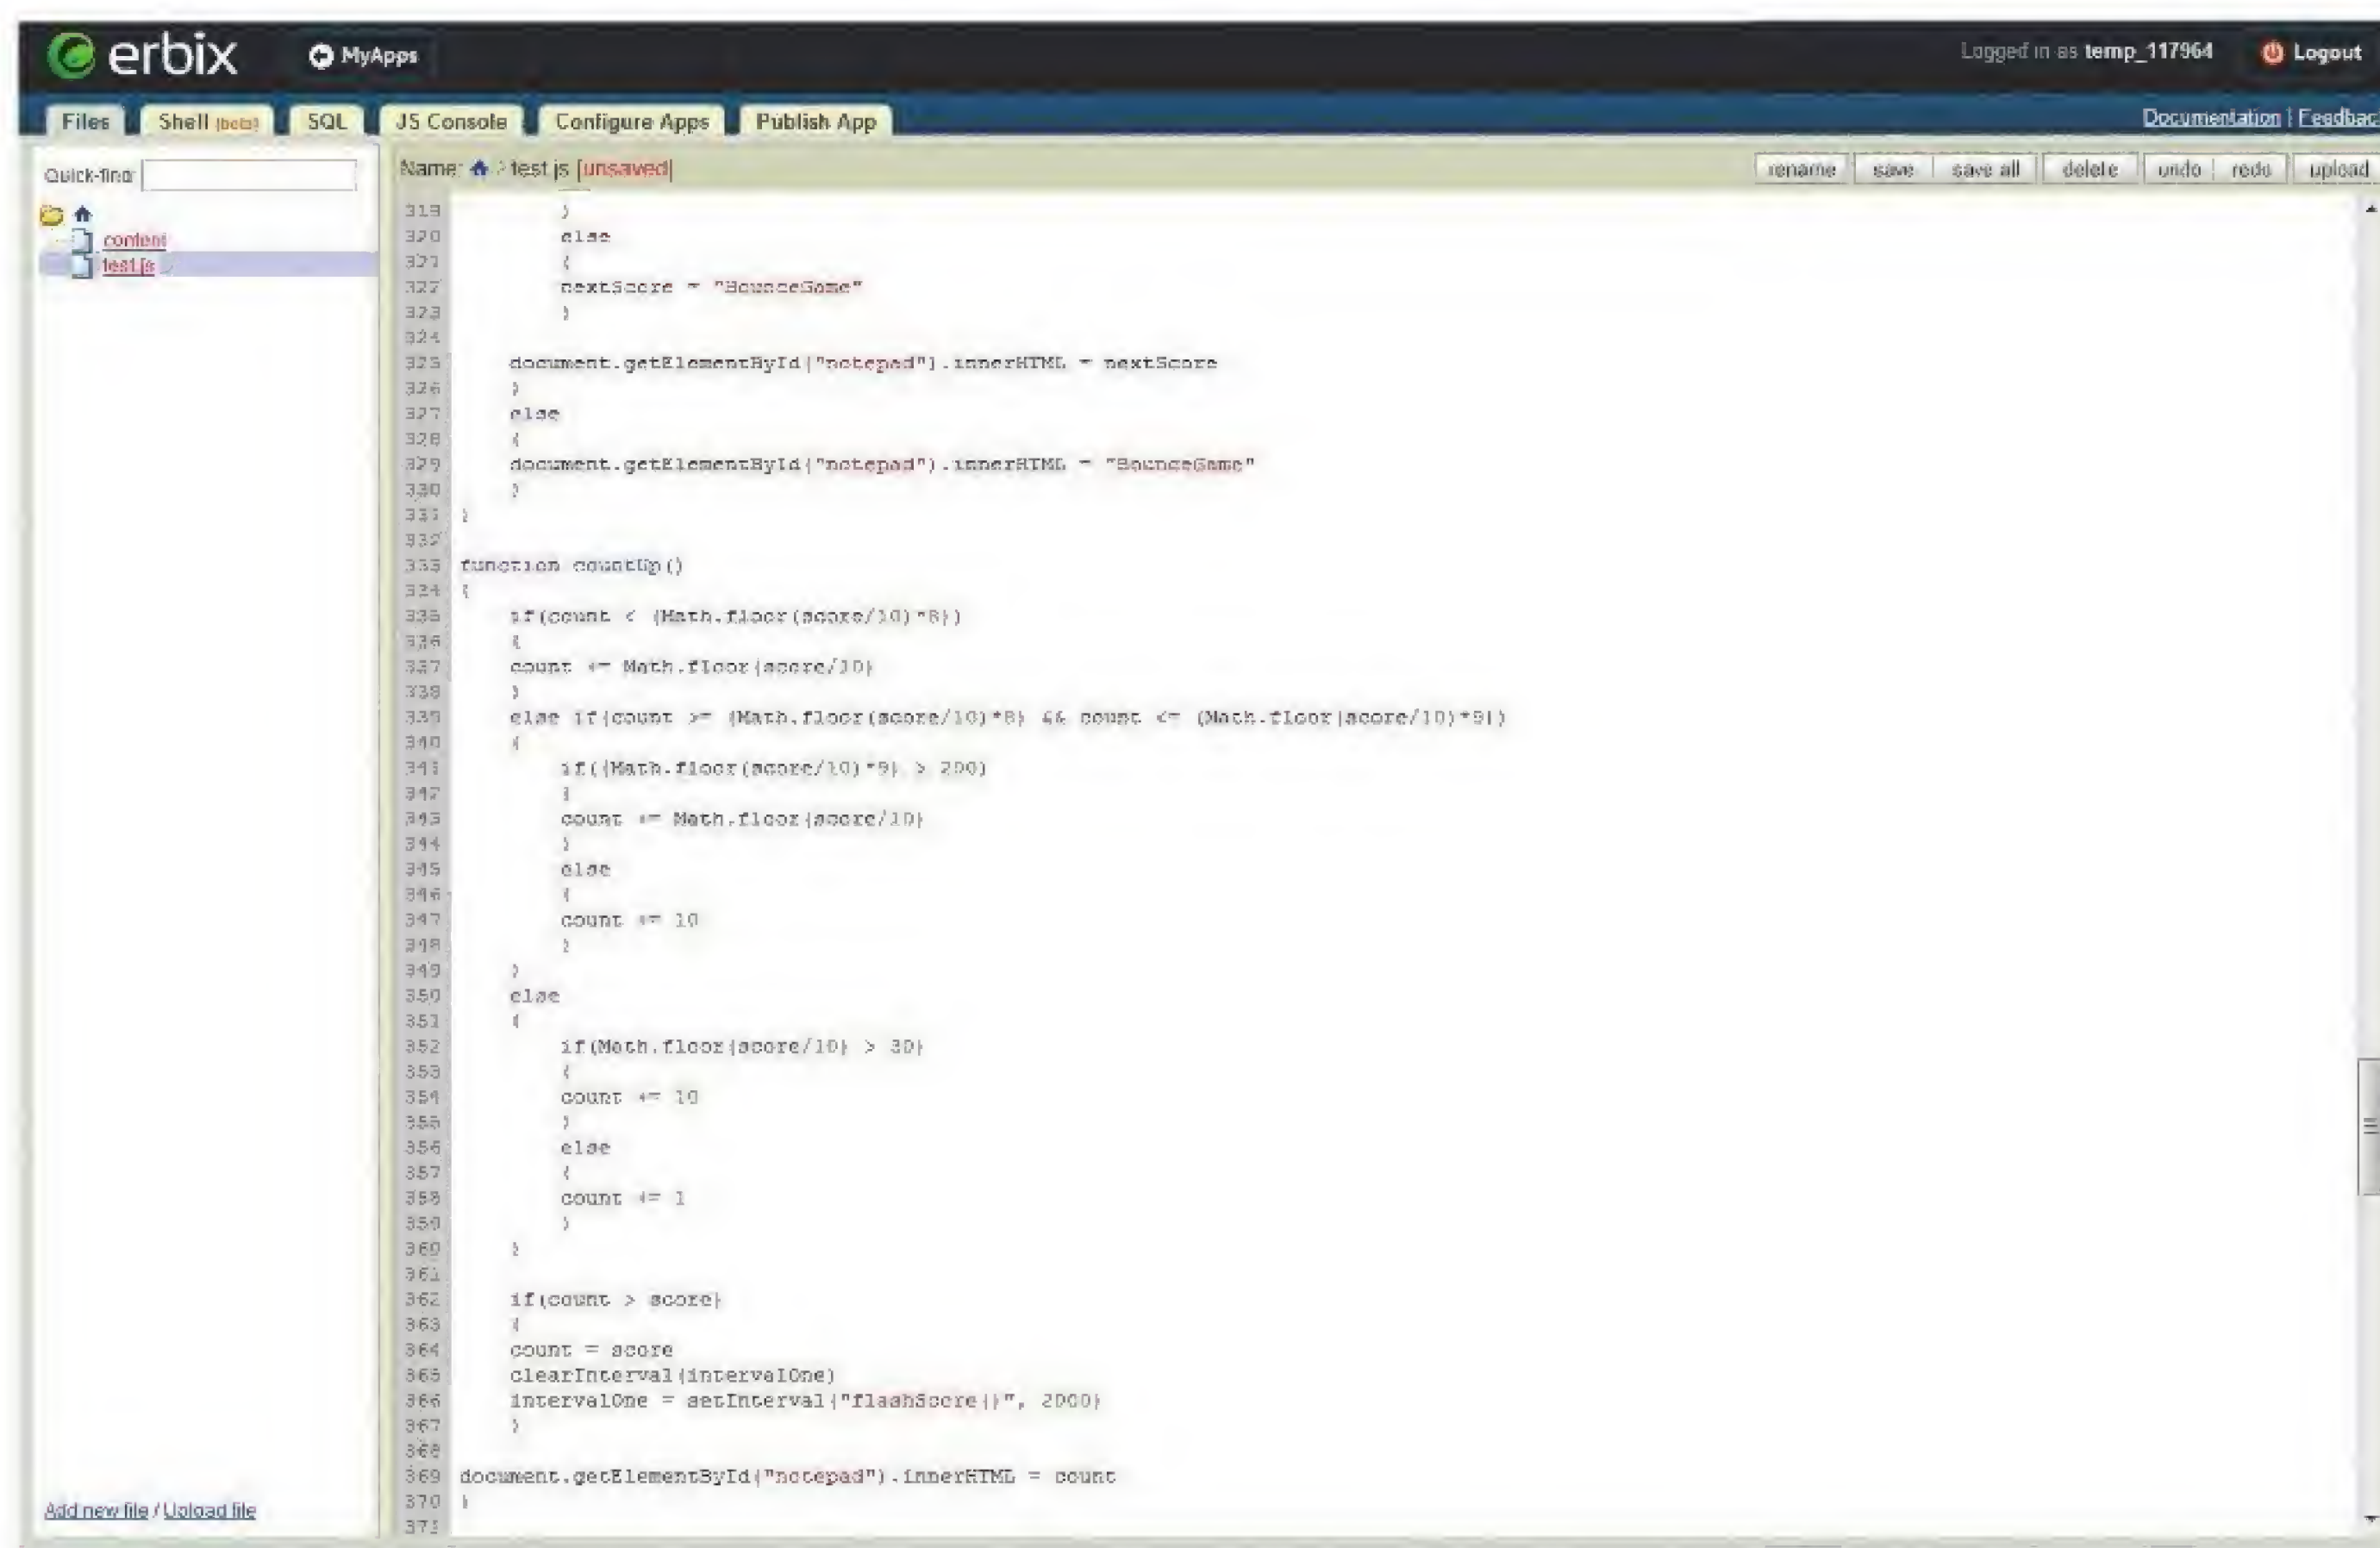 erbix MyApps Logged in as temp_117964 Logout
Files Shell (beta) SQL JS Console Configure Apps Publish App Documentation | Feedbac
Quick-find: Name: > test.js [unsaved] rename save save all delete undo redo upload
content
test.js
319 }
320 else
321 {
322 nextScore = "BounceGame"
323 }
324
325 document.getElementById("notepad").innerHTML = nextScore
326 }
327 else
328 {
329 document.getElementById("notepad").innerHTML = "BounceGame"
330 }
331 }
332
333 function countUp()
334 {
335 if(count < (Math.floor(score/10)*8))
336 {
337 count += Math.floor(score/10)
338 }
339 else if(count >= (Math.floor(score/10)*8) && count <= (Math.floor(score/10)*9))
340 {
341 if((Math.floor(score/10)*9) > 200)
342 {
343 count += Math.floor(score/10)
344 }
345 else
346 {
347 count += 10
348 }
349 }
350 else
351 {
352 if(Math.floor(score/10) > 30)
353 {
354 count += 10
355 }
356 else
357 {
358 count += 1
359 }
360 }
361
362 if(count > score)
363 {
364 count = score
365 clearInterval(intervalOne)
366 intervalOne = setInterval("flashScore()", 2000)
367 }
368
369 document.getElementById("notepad").innerHTML = count
370 }
371
Add new file / Upload file